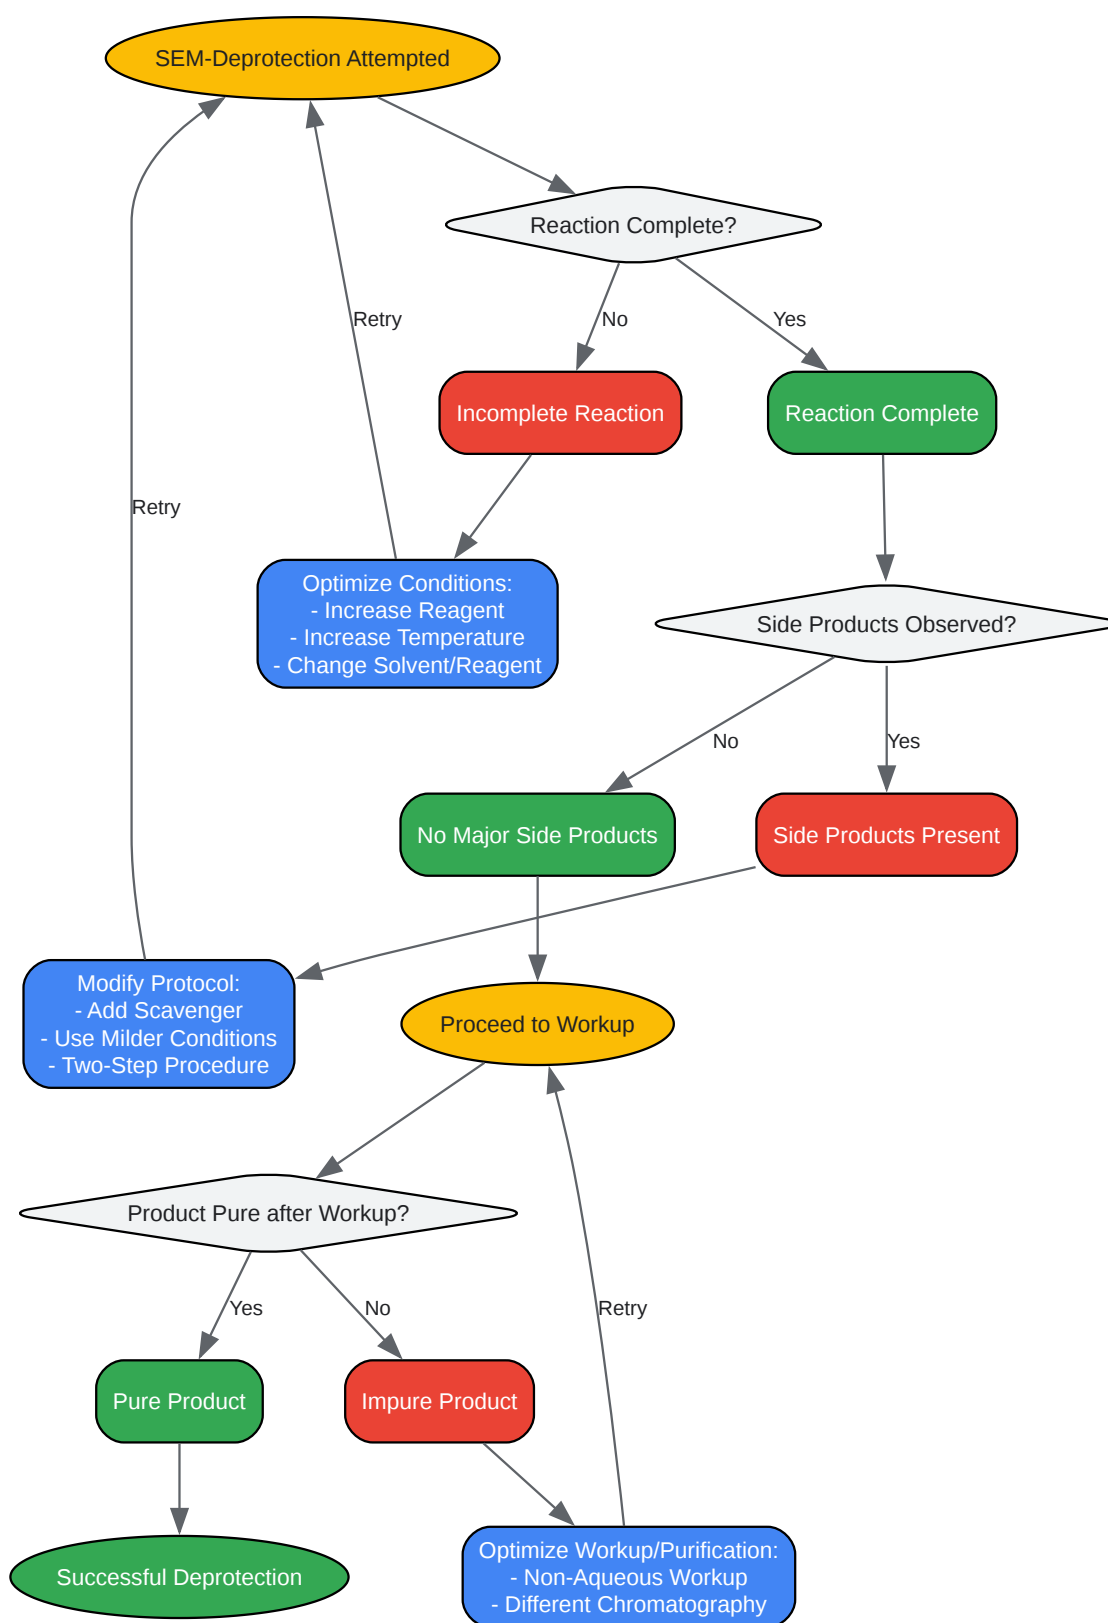 SEM-Deprotection Attempted
Reaction Complete?
Retry
No
Yes
Incomplete Reaction
Reaction Complete
Retry
Optimize Conditions:
- Increase Reagent
- Increase Temperature
- Change Solvent/Reagent
Side Products Observed?
No
Yes
No Major Side Products
Side Products Present
Modify Protocol:
- Add Scavenger
- Use Milder Conditions
- Two-Step Procedure
Proceed to Workup
Product Pure after Workup?
Yes
No
Retry
Pure Product
Impure Product
Successful Deprotection
Optimize Workup/Purification:
- Non-Aqueous Workup
- Different Chromatography